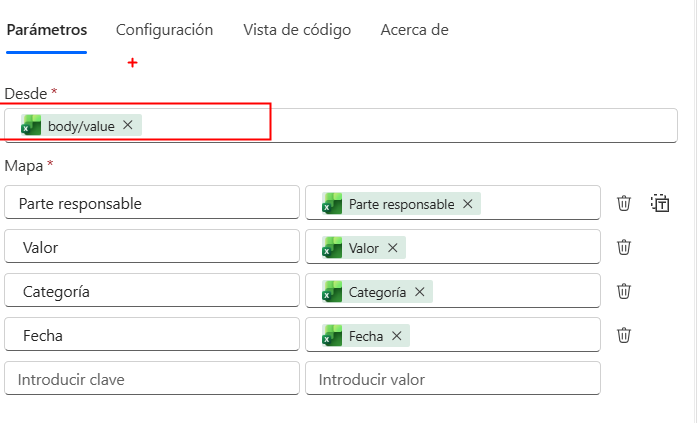 Parámetros Configuración Vista de código Acerca de
Desde *
body/value
Mapa *
Parte responsable Parte responsable
Valor Valor
Categoría Categoría
Fecha Fecha
Introducir clave Introducir valor